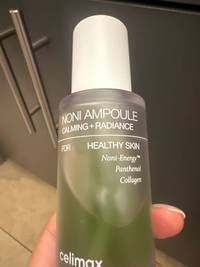 NONI AMPOULE
CALMING + RADIANCE
FOR HEALTHY SKIN
Noni-Energy™
Panthenol
Collagen
celimax